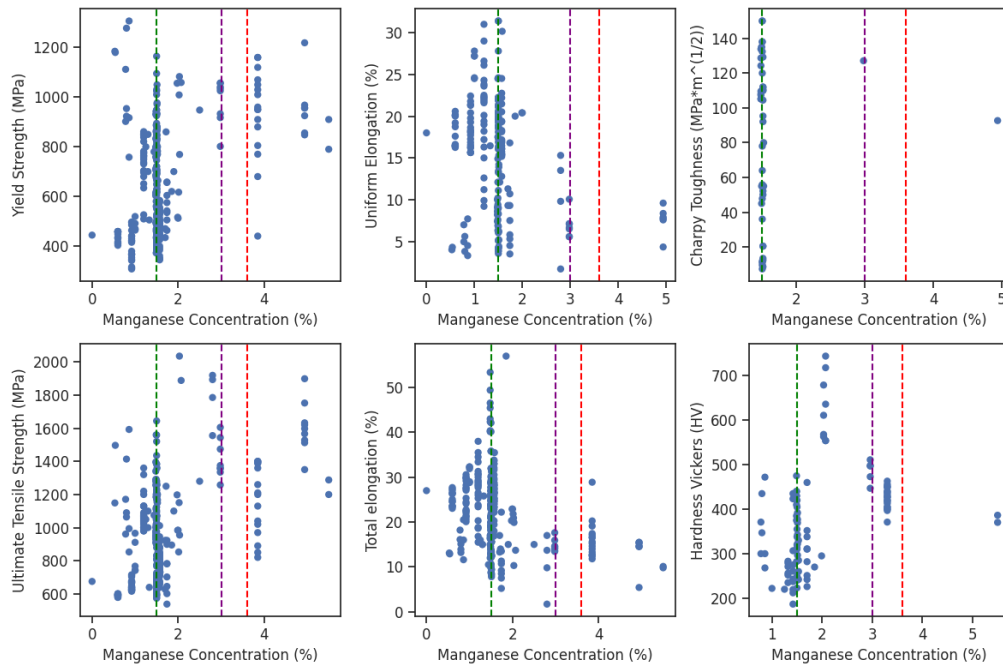 Yield Strength (MPa)
1200
1000
800
600
400
0 2 4
Manganese Concentration (%)
Uniform Elongation (%)
30
25
20
15
10
5
0 1 2 3 4 5
Manganese Concentration (%)
Charpy Toughness (MPa*m^(1/2))
140
120
100
80
60
40
20
2 3 4 5
Manganese Concentration (%)
Ultimate Tensile Strength (MPa)
2000
1800
1600
1400
1200
1000
800
600
0 2 4
Manganese Concentration (%)
Total elongation (%)
50
40
30
20
10
0
0 2 4
Manganese Concentration (%)
Hardness Vickers (HV)
700
600
500
400
300
200
1 2 3 4 5
Manganese Concentration (%)